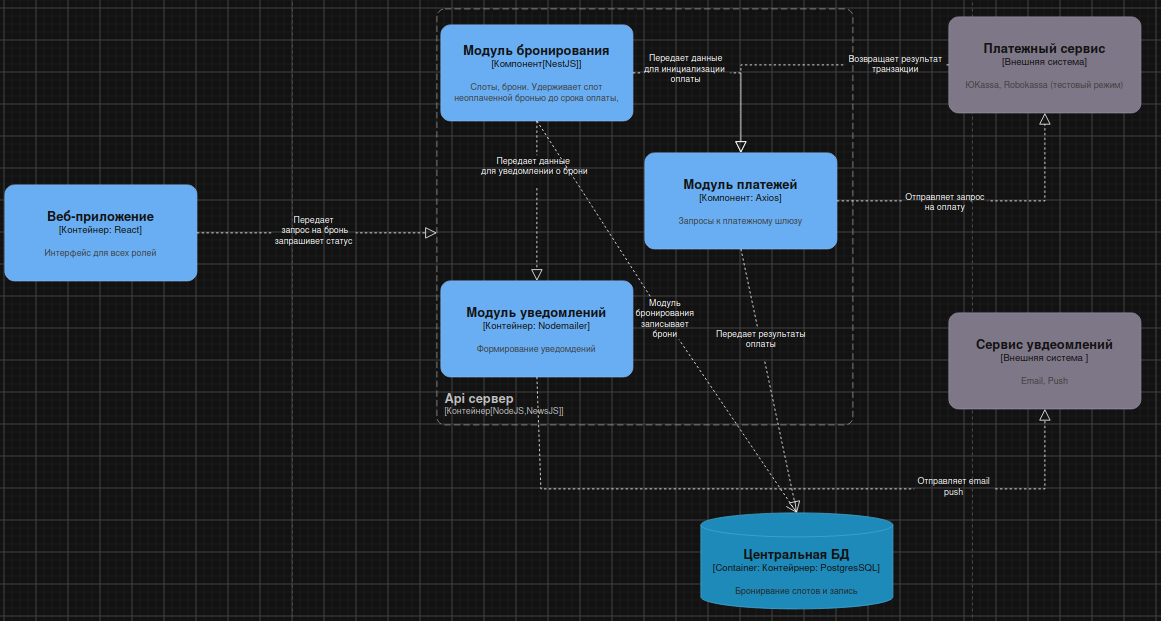 Модуль бронирования
[Компонент[NestJS]]
Слоты, брони. Удерживает слот
неоплаченной бронью до срока оплаты,
Передает данные
для инициализации
оплаты
Возвращает результат
транзакции
Платежный сервис
[Внешняя система]
ЮKassa, Robokassa (тестовый режим)
Передает данные
для уведомлении о брони
Модуль платежей
[Компонент: Axios]
Запросы к платежному шлюзу
Отправляет запрос
на оплату
Веб-приложение
[Контейнер: React]
Интерфейс для всех ролей
Передает
запрос на бронь
запрашивет статус
Модуль уведомлений
[Контейнер: Nodemailer]
Формирование уведомдений
Модуль
бронирования
записывает
брони
Передает результаты
оплаты
Сервис увдеомлений
[Внешняя система ]
Email, Push
Api сервер
[Контейнер[NodeJS,NewsJS]]
Отправляет email
push
Центральная БД
[Container: Контейрнер: PostgresSQL]
Бронирвание слотов и запись